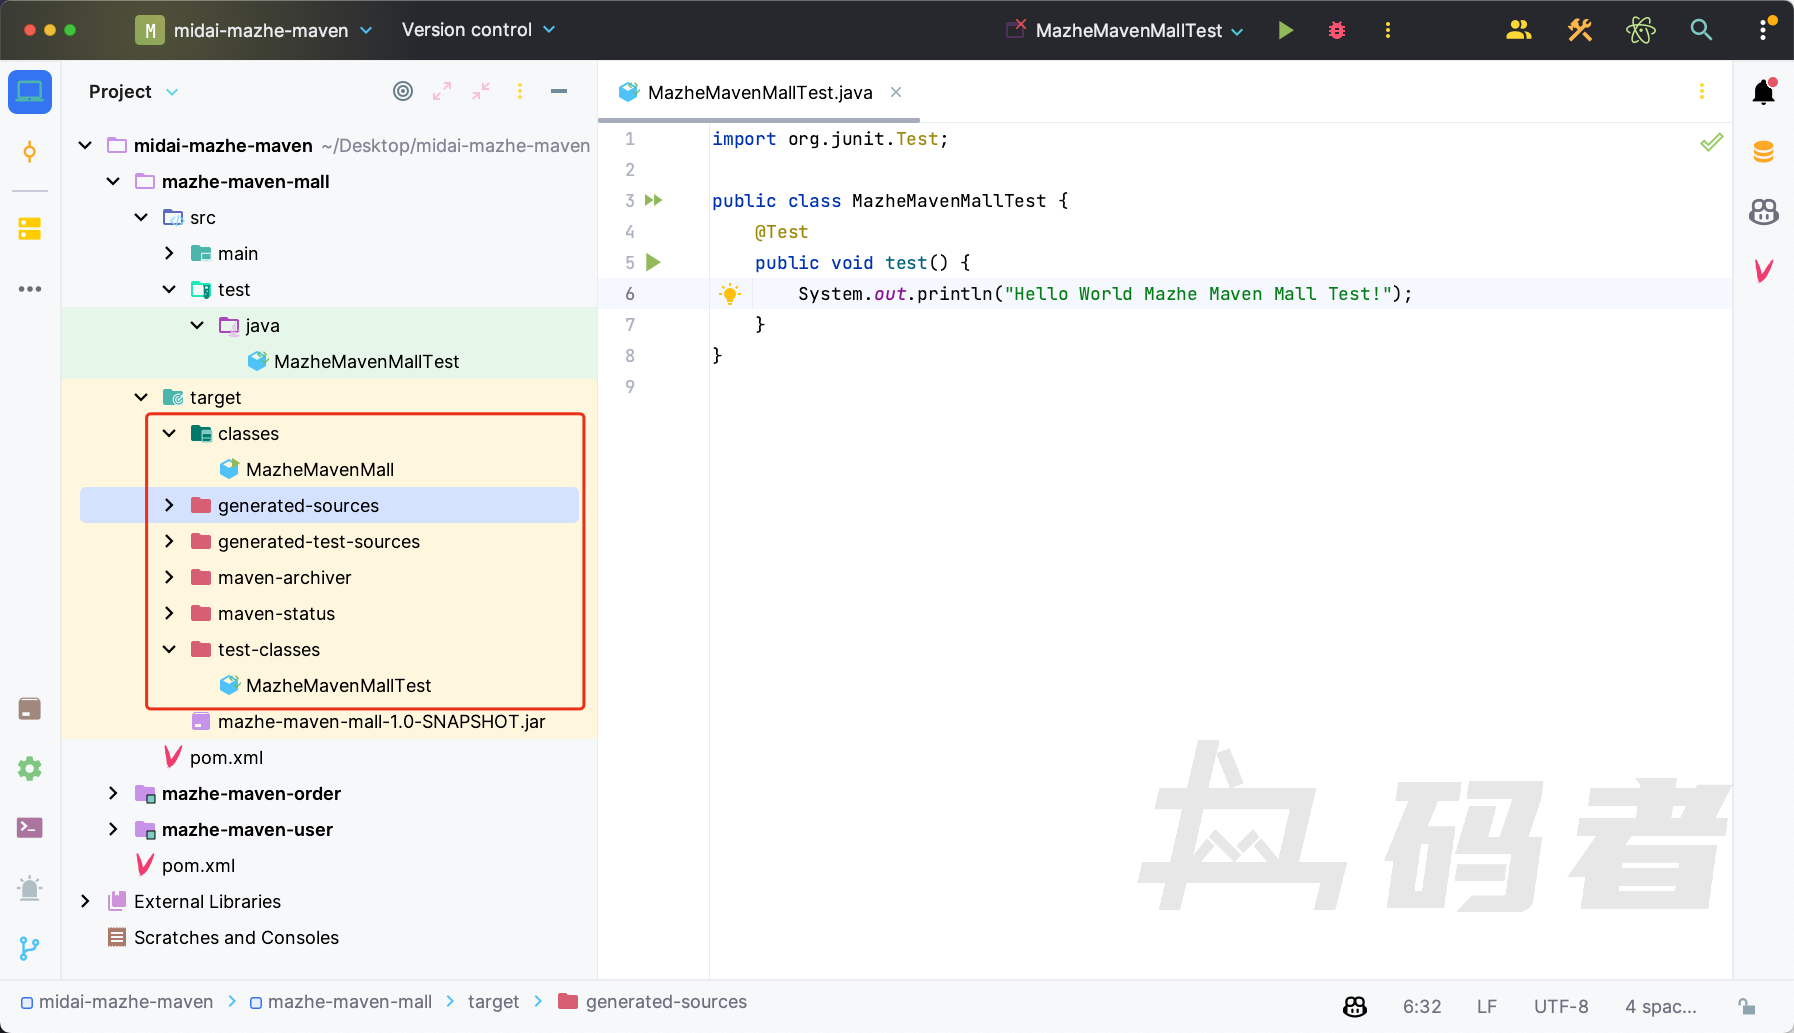 M midai-mazhe-maven Version control MazheMavenMallTest
Project
midai-mazhe-maven ~/Desktop/midai-mazhe-maven
mazhe-maven-mall
src
main
test
java
MazheMavenMallTest
target
classes
MazheMavenMall
generated-sources
generated-test-sources
maven-archiver
maven-status
test-classes
MazheMavenMallTest
mazhe-maven-mall-1.0-SNAPSHOT.jar
pom.xml
mazhe-maven-order
mazhe-maven-user
pom.xml
External Libraries
Scratches and Consoles
MazheMavenMallTest.java
1 import org.junit.Test;
2
3 public class MazheMavenMallTest {
4 @Test
5 public void test() {
6 System.out.println("Hello World Mazhe Maven Mall Test!");
7 }
8 }
9
码者
midai-mazhe-maven > mazhe-maven-mall > target > generated-sources
6:32 LF UTF-8 4 spac...